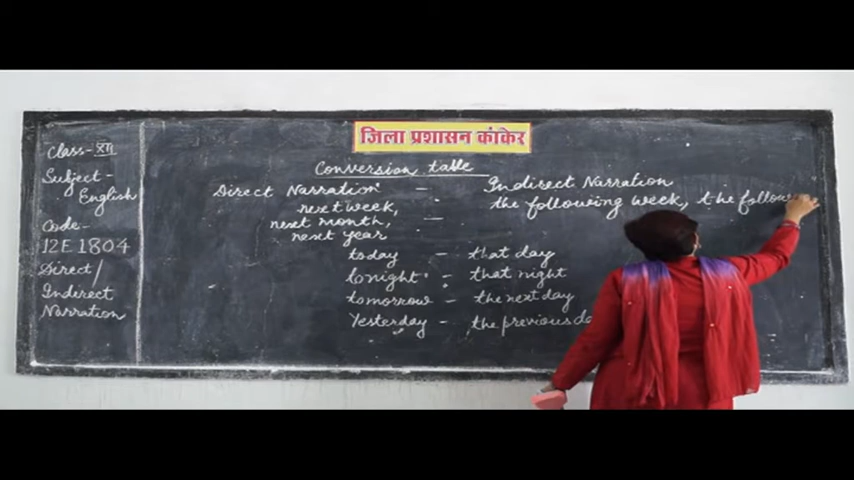 जिला प्रशासन कांकेर
Class- XII
Subject-
English
Code-
12E1804
Direct/
Indirect
Narration
Conversion table
Direct Narration - Indirect Narration
next week, the following week, the follow
next month, -
next year
today - that day
tonight - that night
tomorrow - the next day
Yesterday - the previous